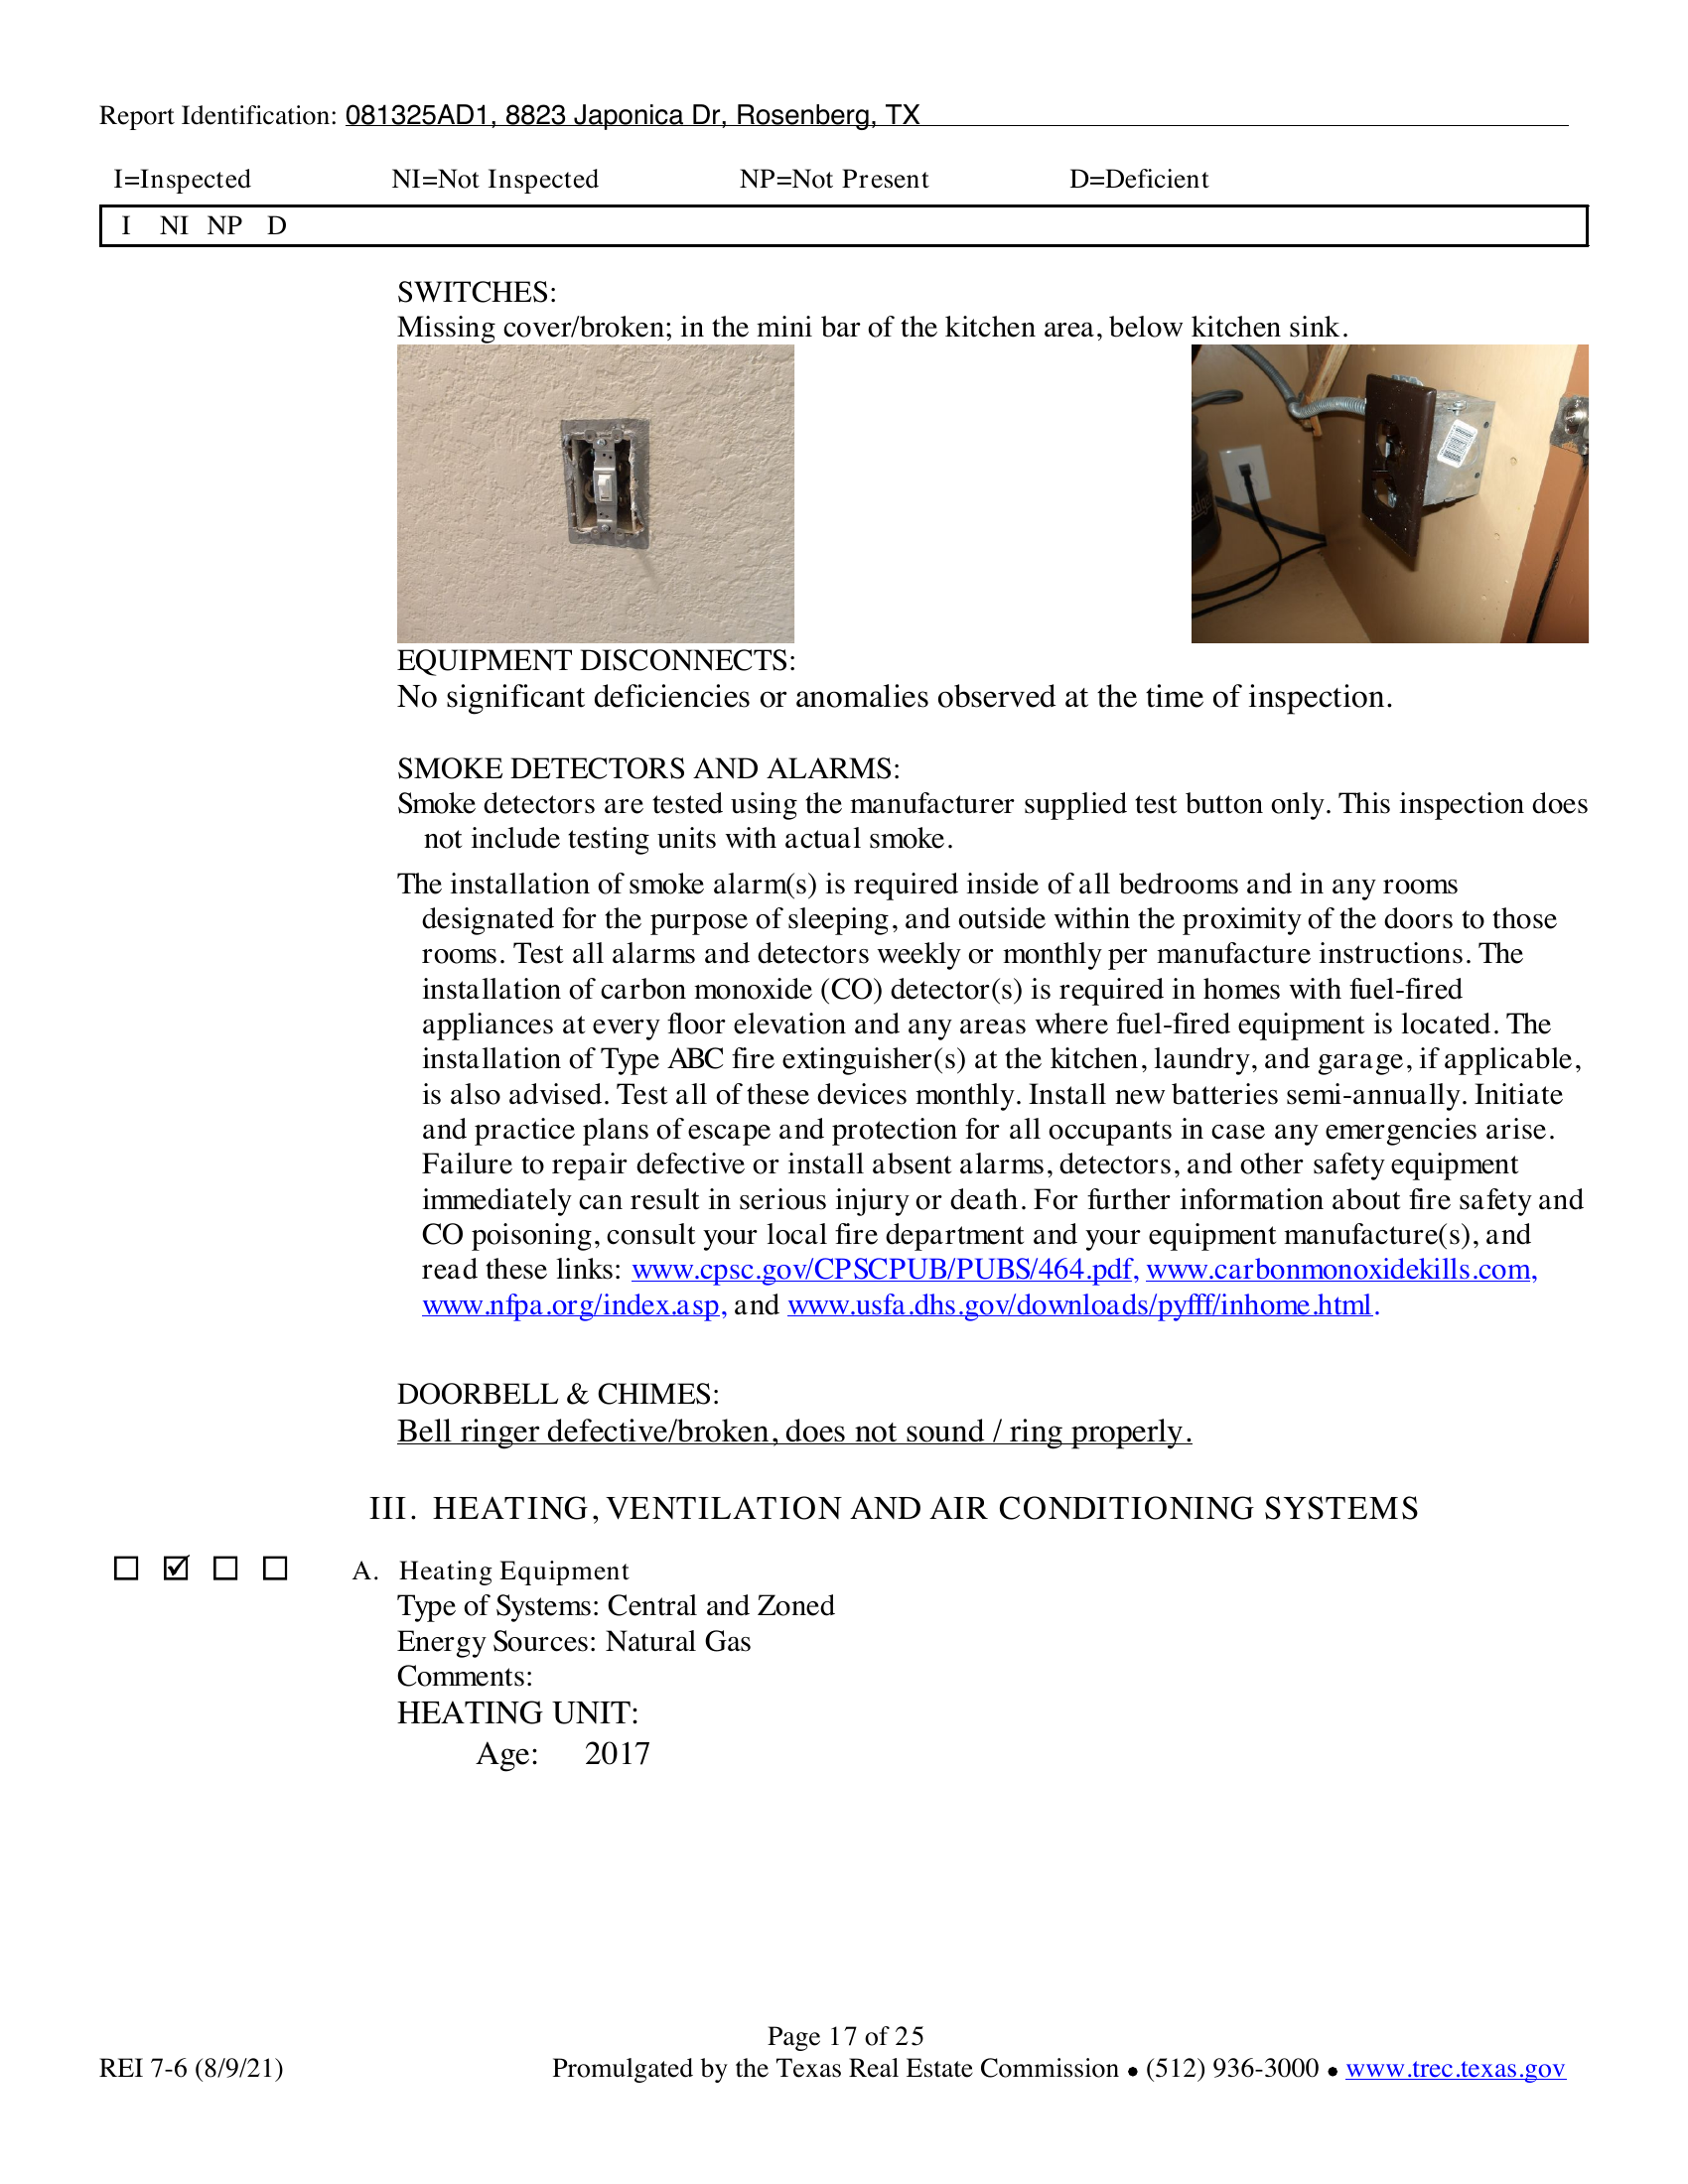 Report Identification: 081325AD1, 8823 Japonica Dr, Rosenberg, TX
I=Inspected NI=Not Inspected NP=Not Present D=Deficient
I NI NP D
SWITCHES:
Missing cover/broken; in the mini bar of the kitchen area, below kitchen sink.
EQUIPMENT DISCONNECTS:
No significant deficiencies or anomalies observed at the time of inspection.
SMOKE DETECTORS AND ALARMS:
Smoke detectors are tested using the manufacturer supplied test button only. This inspection does
not include testing units with actual smoke.
The installation of smoke alarm(s) is required inside of all bedrooms and in any rooms
designated for the purpose of sleeping, and outside within the proximity of the doors to those
rooms. Test all alarms and detectors weekly or monthly per manufacture instructions. The
installation of carbon monoxide (CO) detector(s) is required in homes with fuel-fired
appliances at every floor elevation and any areas where fuel-fired equipment is located. The
installation of Type ABC fire extinguisher(s) at the kitchen, laundry, and garage, if applicable,
is also advised. Test all of these devices monthly. Install new batteries semi-annually. Initiate
and practice plans of escape and protection for all occupants in case any emergencies arise.
Failure to repair defective or install absent alarms, detectors, and other safety equipment
immediately can result in serious injury or death. For further information about fire safety and
CO poisoning, consult your local fire department and your equipment manufacture(s), and
read these links: www.cpsc.gov/CPSCPUB/PUBS/464.pdf, www.carbonmonoxidekills.com,
www.nfpa.org/index.asp, and www.usfa.dhs.gov/downloads/pyfff/inhome.html.
DOORBELL & CHIMES:
Bell ringer defective/broken, does not sound / ring properly.
III. HEATING, VENTILATION AND AIR CONDITIONING SYSTEMS
A. Heating Equipment
Type of Systems: Central and Zoned
Energy Sources: Natural Gas
Comments:
HEATING UNIT:
Age: 2017
Page 17 of 25
REI 7-6 (8/9/21) Promulgated by the Texas Real Estate Commission ● (512) 936-3000 ● www.trec.texas.gov